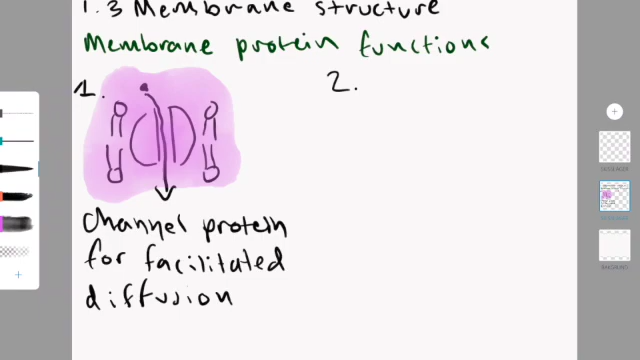 1.3 Membrane structure
Membrane protein functions
1.
2.
Channel protein
for facilitated
diffusion